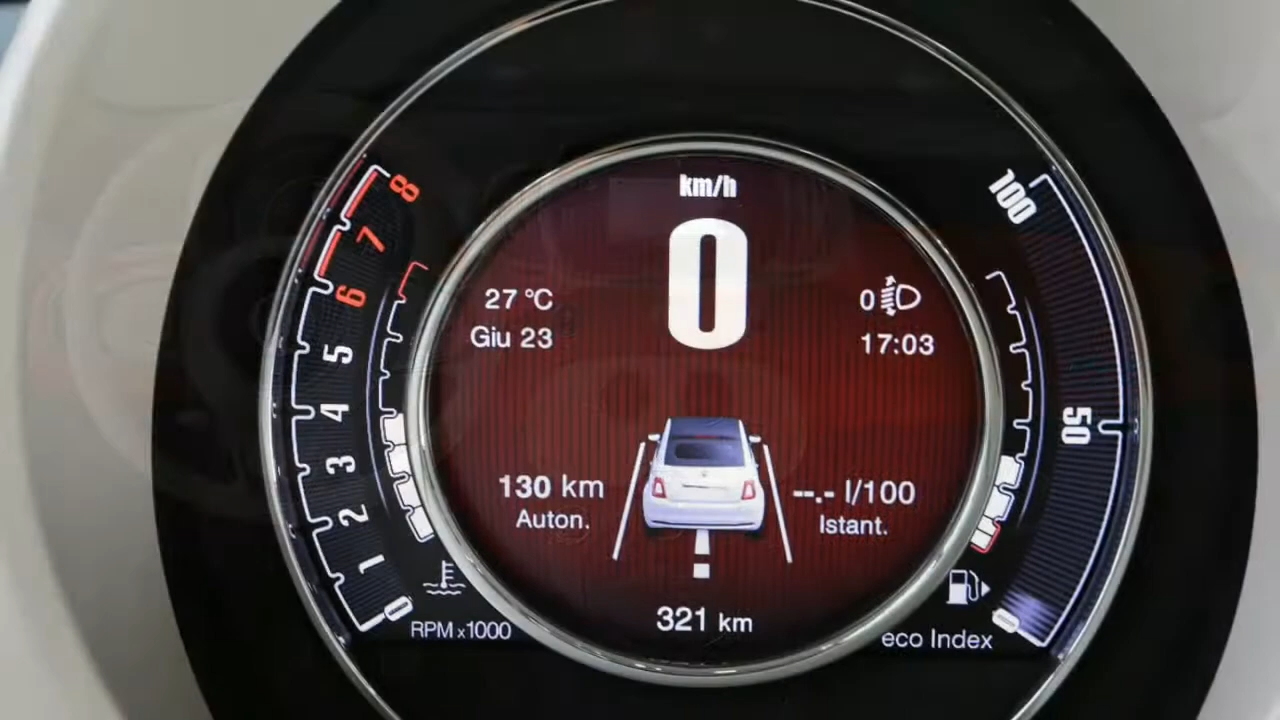 km/h
0
27 °C
Giu 23
0
17:03
130 km
Auton.
--.- l/100
Istant.
321 km
8
7
6
5
4
3
2
1
0
RPM x1000
100
50
0
eco Index